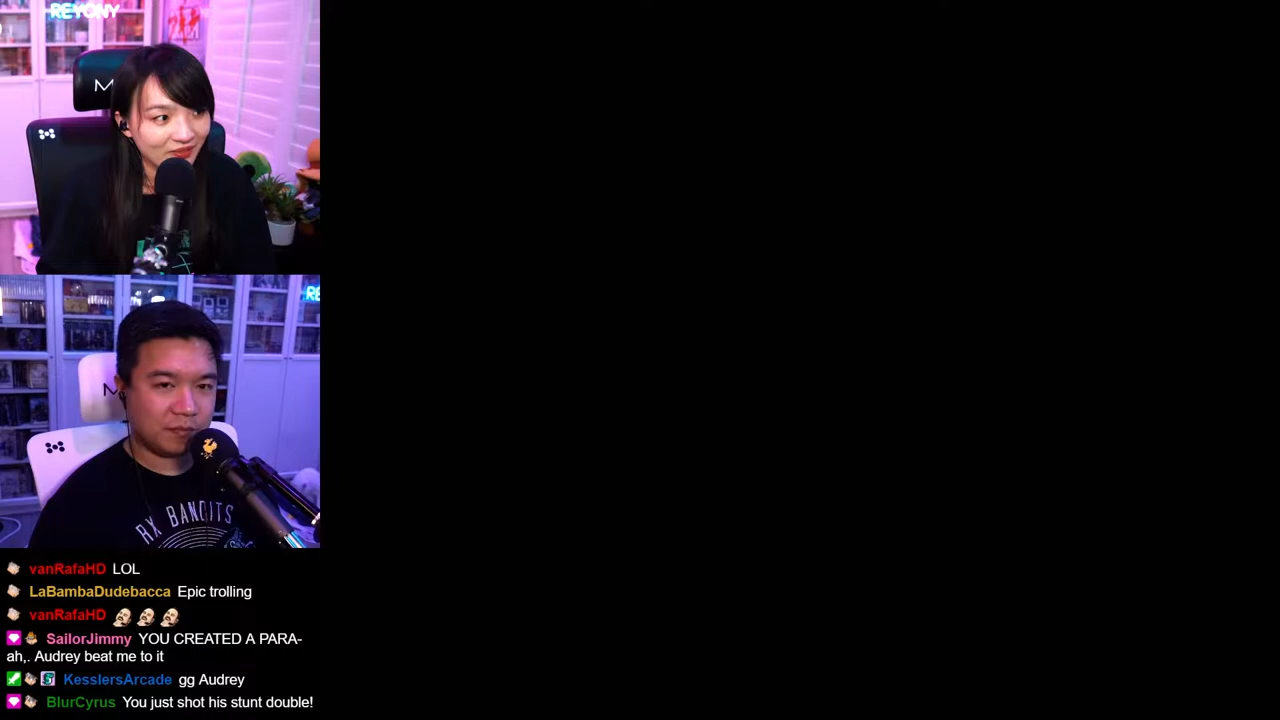 REYONY
M
M
RE
RX BANDITS
vanRafaHD LOL
LaBambaDudebacca Epic trolling
vanRafaHD
SailorJimmy YOU CREATED A PARA-
ah,. Audrey beat me to it
KesslersArcade gg Audrey
BlurCyrus You just shot his stunt double!